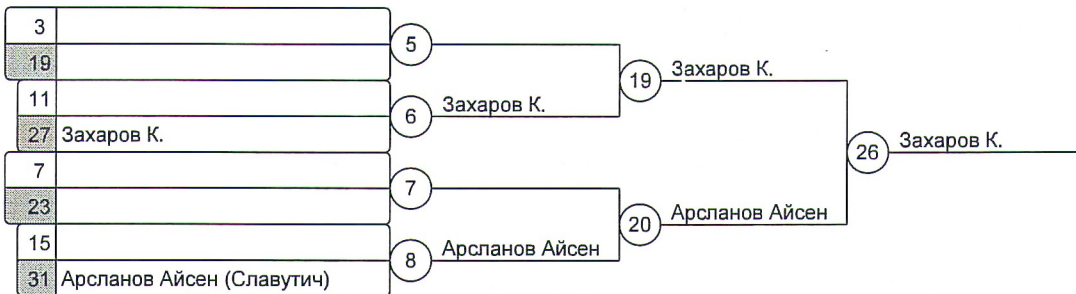 3
5
19
19 Захаров К.
11
6 Захаров К.
27 Захаров К.
26 Захаров К.
7
7
23
20 Арсланов Айсен
15
8 Арсланов Айсен
31 Арсланов Айсен (Славутич)